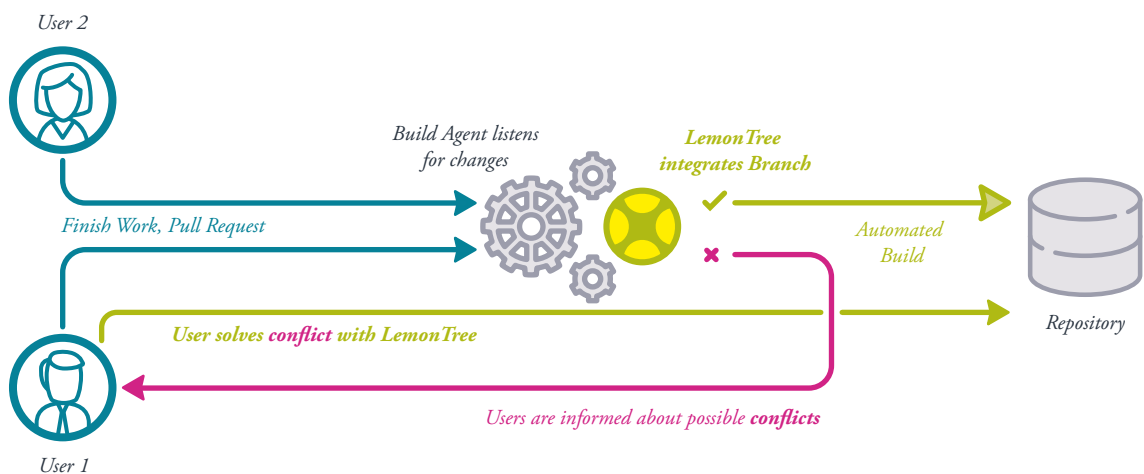 User 2
Build Agent listens
for changes
LemonTree
integrates Branch
Finish Work, Pull Request
Automated
Build
User solves conflict with LemonTree
Repository
Users are informed about possible conflicts
User 1